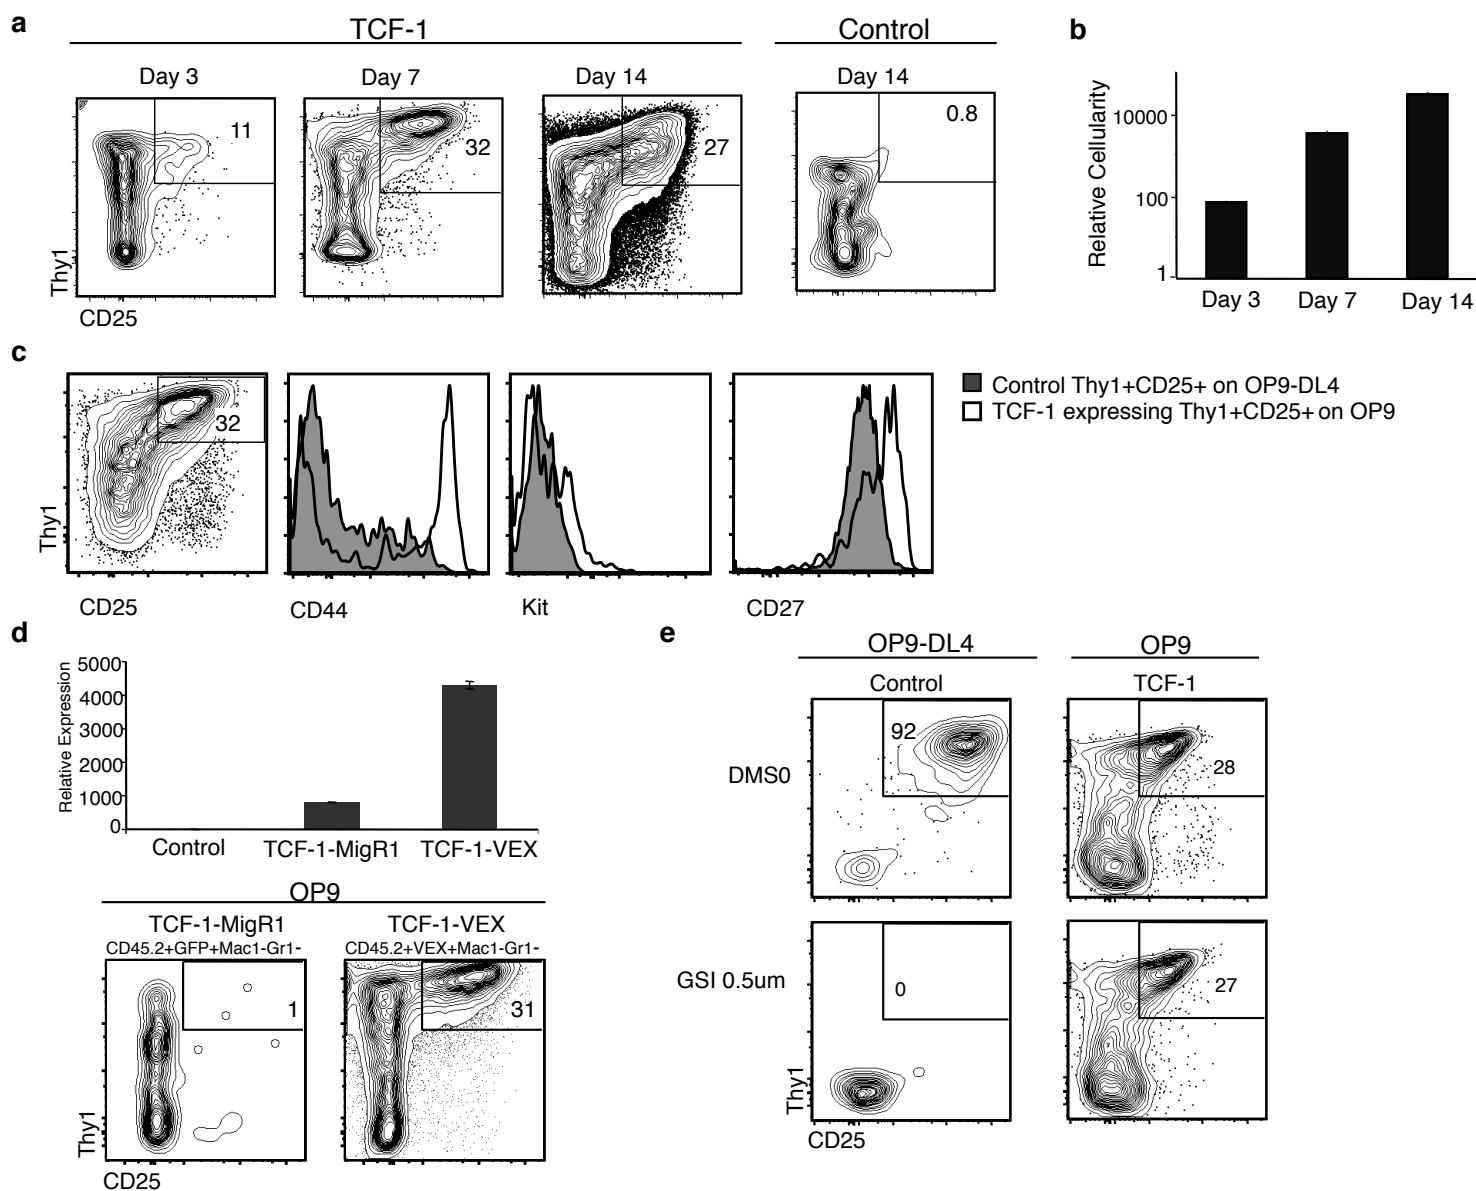 a
TCF-1
Control
Day 3
Day 7
Day 14
Day 14
11
32
27
0.8
Thy1
CD25
b
Relative Cellularity
10000
100
1
Day 3
Day 7
Day 14
c
32
Thy1
CD25
CD44
Kit
CD27
Control Thy1+CD25+ on OP9-DL4
TCF-1 expressing Thy1+CD25+ on OP9
d
Relative Expression
5000
4000
3000
2000
1000
0
Control
TCF-1-MigR1
TCF-1-VEX
OP9
TCF-1-MigR1
CD45.2+GFP+Mac1-Gr1-
TCF-1-VEX
CD45.2+VEX+Mac1-Gr1-
1
31
Thy1
CD25
e
OP9-DL4
OP9
Control
TCF-1
DMS0
92
28
GSI 0.5um
0
27
Thy1
CD25